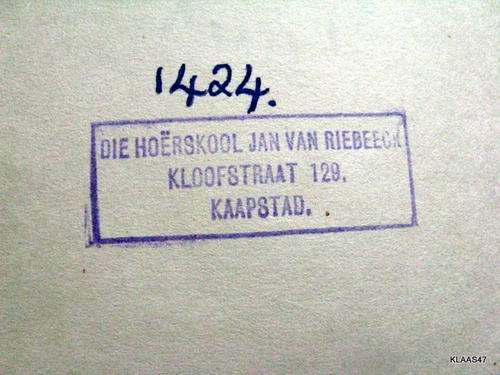 1424.
DIE HOËRSKOOL JAN VAN RIEBEECK
KLOOFSTRAAT 129.
KAAPSTAD.
KLAAS47